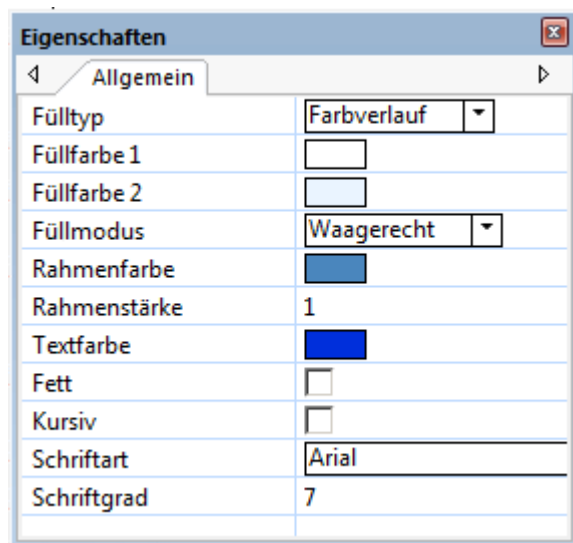 Eigenschaften
Allgemein
Fülltyp Farbverlauf
Füllfarbe 1
Füllfarbe 2
Füllmodus Waagerecht
Rahmenfarbe
Rahmenstärke 1
Textfarbe
Fett
Kursiv
Schriftart Arial
Schriftgrad 7